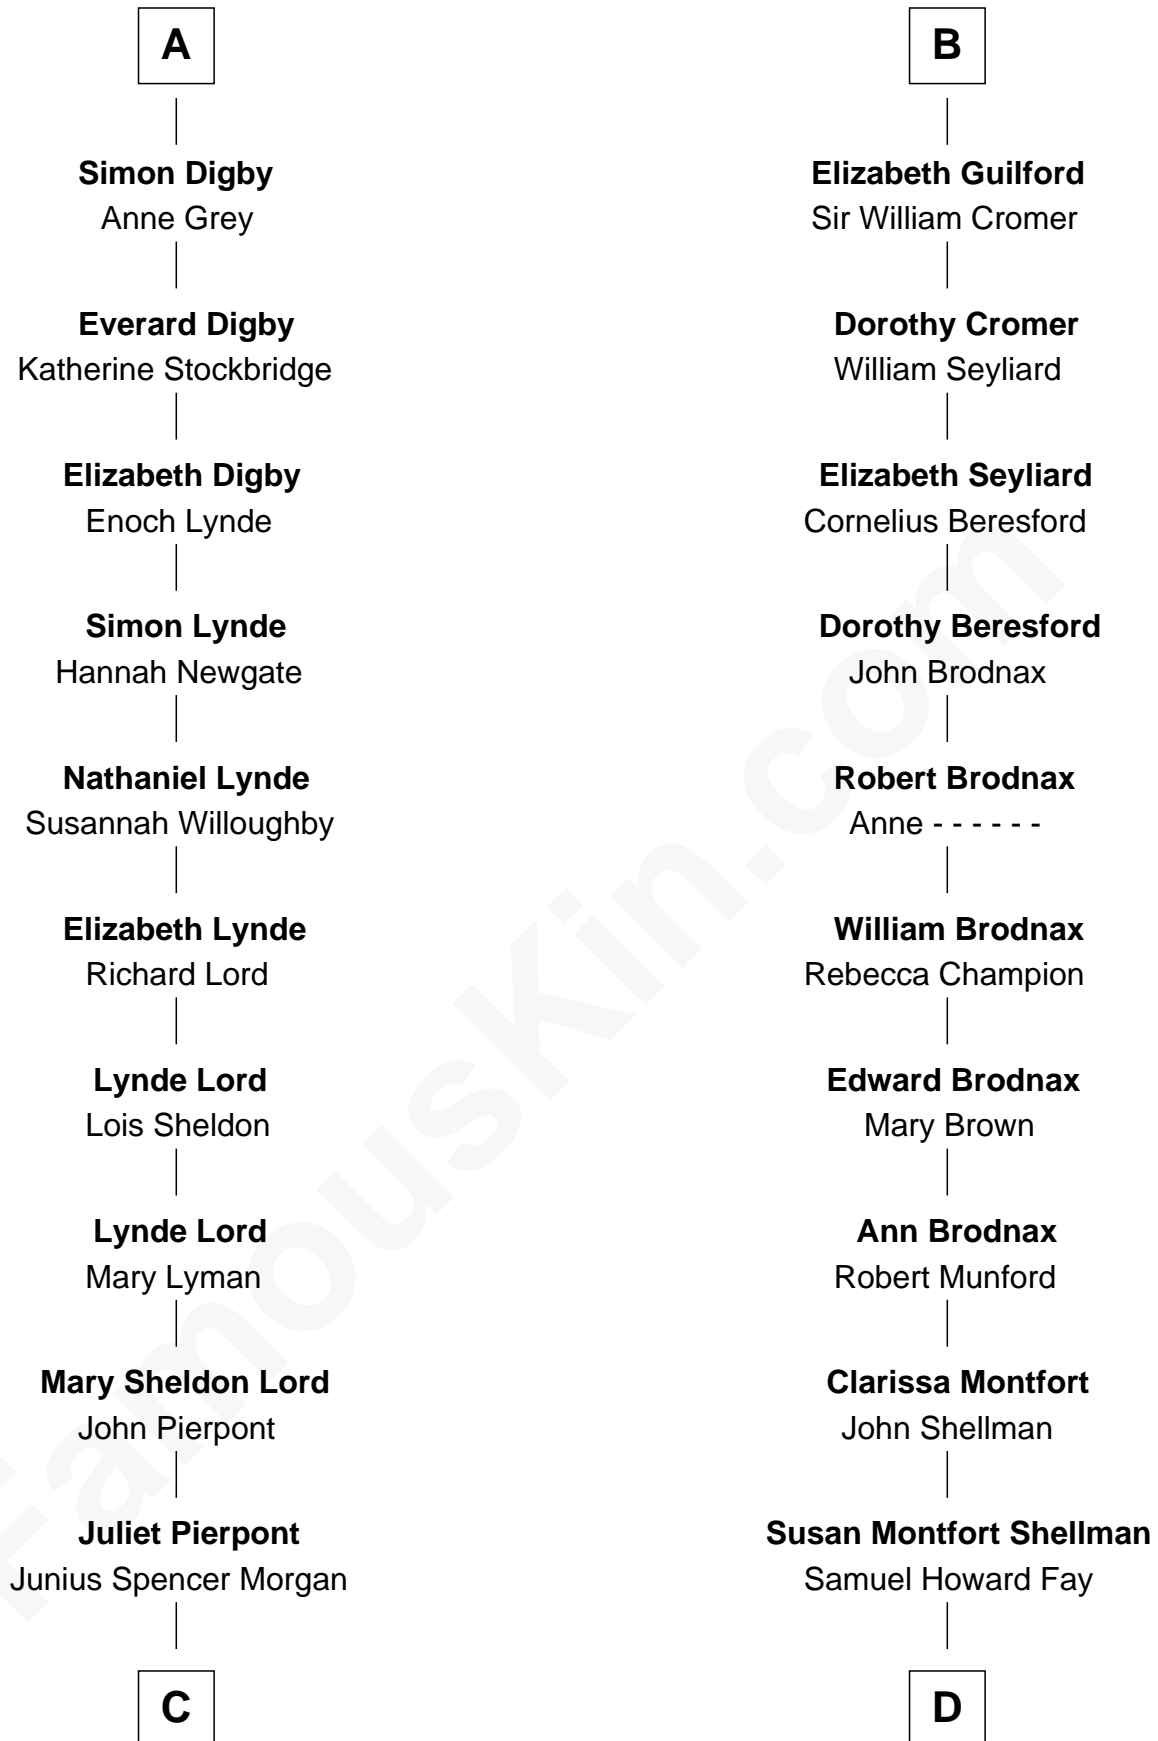 A
Simon Digby
Anne Grey
Everard Digby
Katherine Stockbridge
Elizabeth Digby
Enoch Lynde
Simon Lynde
Hannah Newgate
Nathaniel Lynde
Susannah Willoughby
Elizabeth Lynde
Richard Lord
Lynde Lord
Lois Sheldon
Lynde Lord
Mary Lyman
Mary Sheldon Lord
John Pierpont
Juliet Pierpont
Junius Spencer Morgan
C
B
Elizabeth Guilford
Sir William Cromer
Dorothy Cromer
William Seyliard
Elizabeth Seyliard
Cornelius Beresford
Dorothy Beresford
John Brodnax
Robert Brodnax
Anne - - - - - -
William Brodnax
Rebecca Champion
Edward Brodnax
Mary Brown
Ann Brodnax
Robert Munford
Clarissa Montfort
John Shellman
Susan Montfort Shellman
Samuel Howard Fay
D
FamousKin.com